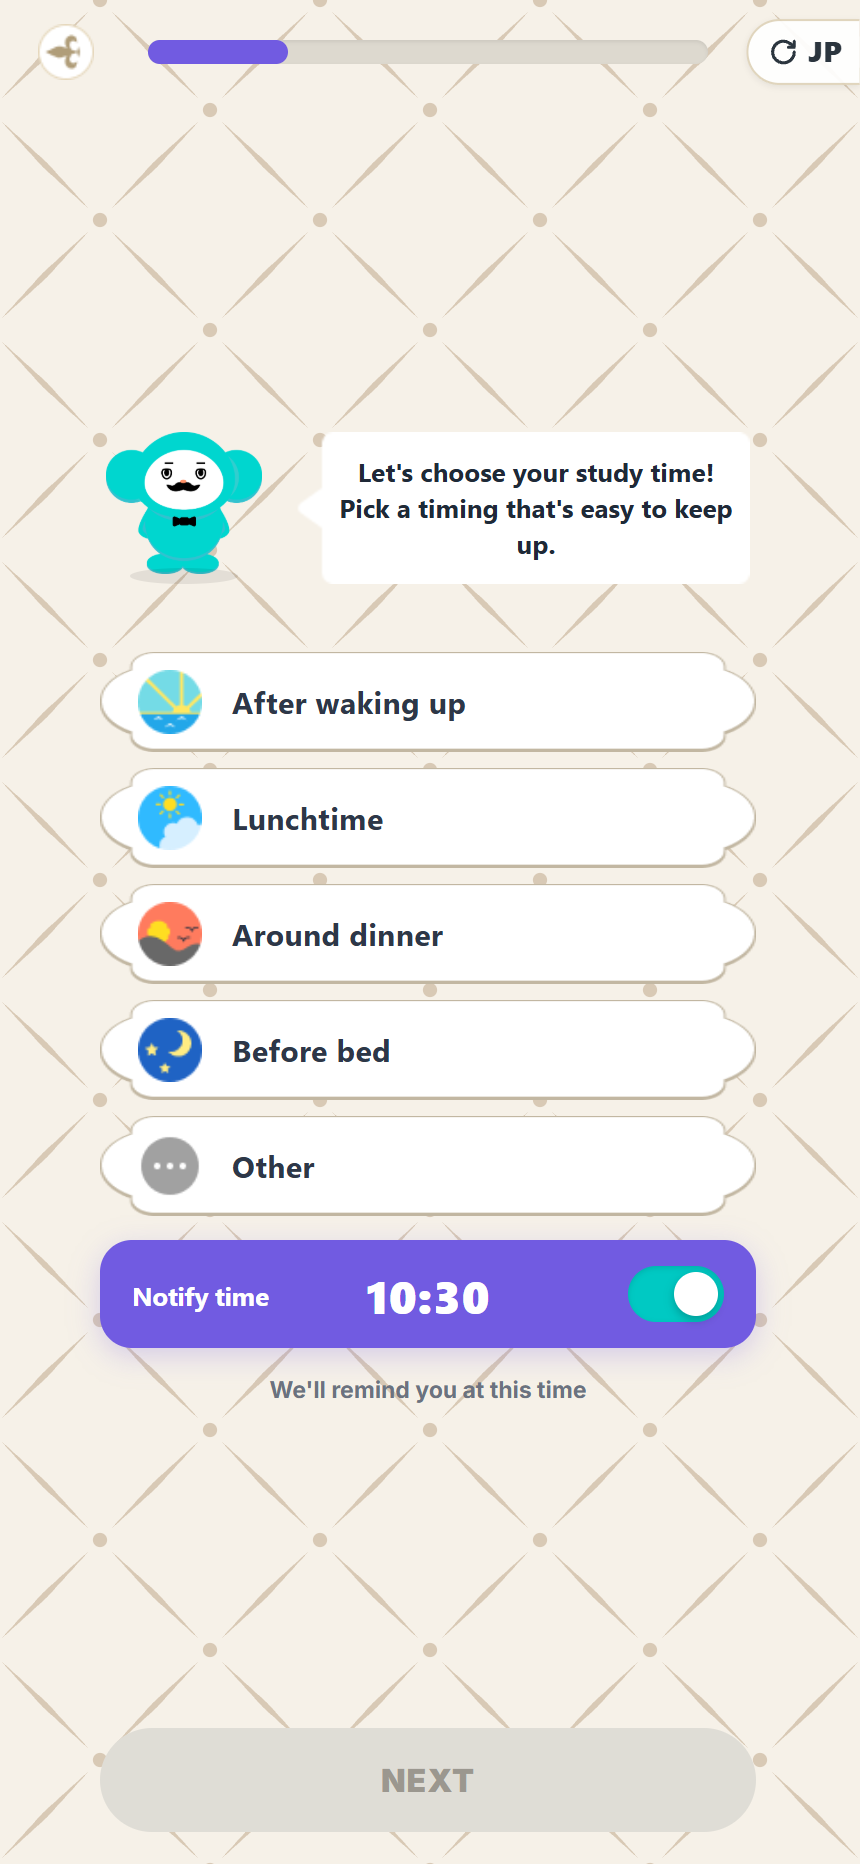 JP
Let's choose your study time!
Pick a timing that's easy to keep
up.
After waking up
Lunchtime
Around dinner
Before bed
Other
Notify time 10:30
We'll remind you at this time
NEXT